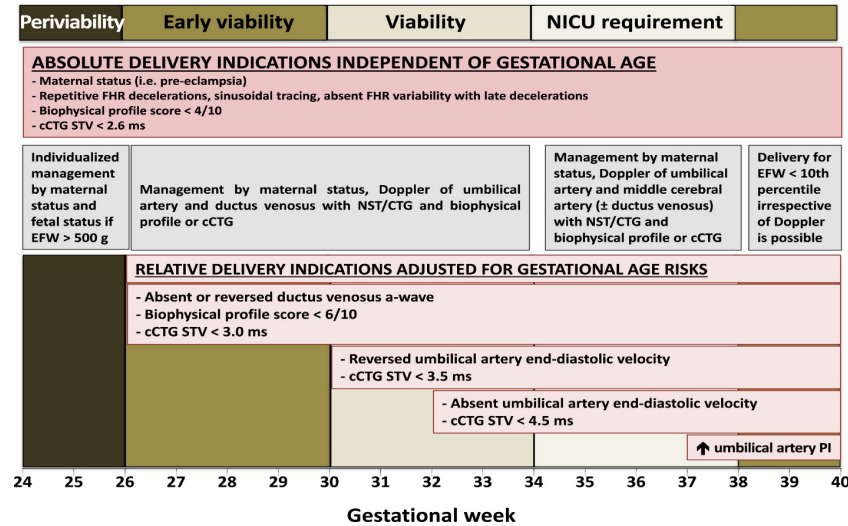 Periviability
Early viability
Viability
NICU requirement
ABSOLUTE DELIVERY INDICATIONS INDEPENDENT OF GESTATIONAL AGE
- Maternal status (i.e. pre-eclampsia)
- Repetitive FHR decelerations, sinusoidal tracing, absent FHR variability with late decelerations
- Biophysical profile score < 4/10
- cCTG STV < 2.6 ms
Individualized
management
by maternal
status and
fetal status if
EFW > 500 g
Management by maternal status, Doppler of umbilical
artery and ductus venosus with NST/CTG and biophysical
profile or cCTG
Management by maternal
status, Doppler of umbilical
artery and middle cerebral
artery (± ductus venosus)
with NST/CTG and
biophysical profile or cCTG
Delivery for
EFW < 10th
percentile
irrespective
of Doppler
is possible
RELATIVE DELIVERY INDICATIONS ADJUSTED FOR GESTATIONAL AGE RISKS
- Absent or reversed ductus venosus a-wave
- Biophysical profile score < 6/10
- cCTG STV < 3.0 ms
- Reversed umbilical artery end-diastolic velocity
- cCTG STV < 3.5 ms
- Absent umbilical artery end-diastolic velocity
- cCTG STV < 4.5 ms
↑ umbilical artery PI
24 25 26 27 28 29 30 31 32 33 34 35 36 37 38 39 40
Gestational week